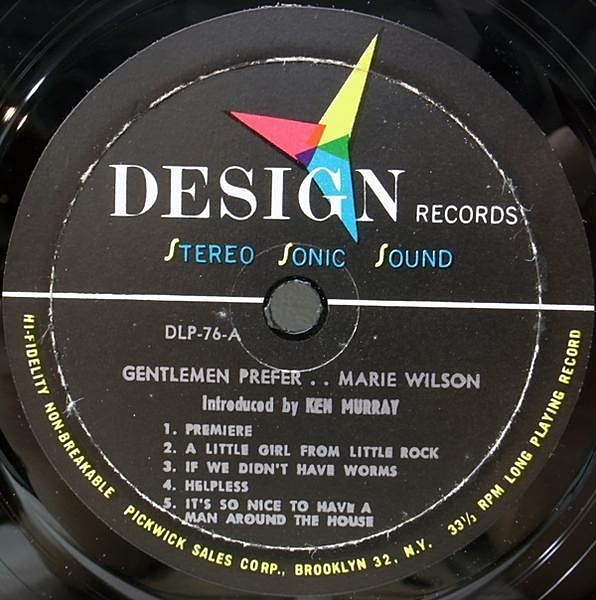 DESIGN RECORDS
STEREO SONIC SOUND
DLP-76-A
GENTLEMEN PREFER . . MARIE WILSON
Introduced by KEN MURRAY
1. PREMIERE
2. A LITTLE GIRL FROM LITTLE ROCK
3. IF WE DIDN'T HAVE WORMS
4. HELPLESS
5. IT'S SO NICE TO HAVE A
MAN AROUND THE HOUSE
HI-FIDELITY NON-BREAKABLE PICKWICK SALES CORP., BROOKLYN 32, N.Y. 33⅓ RPM LONG PLAYING RECORD